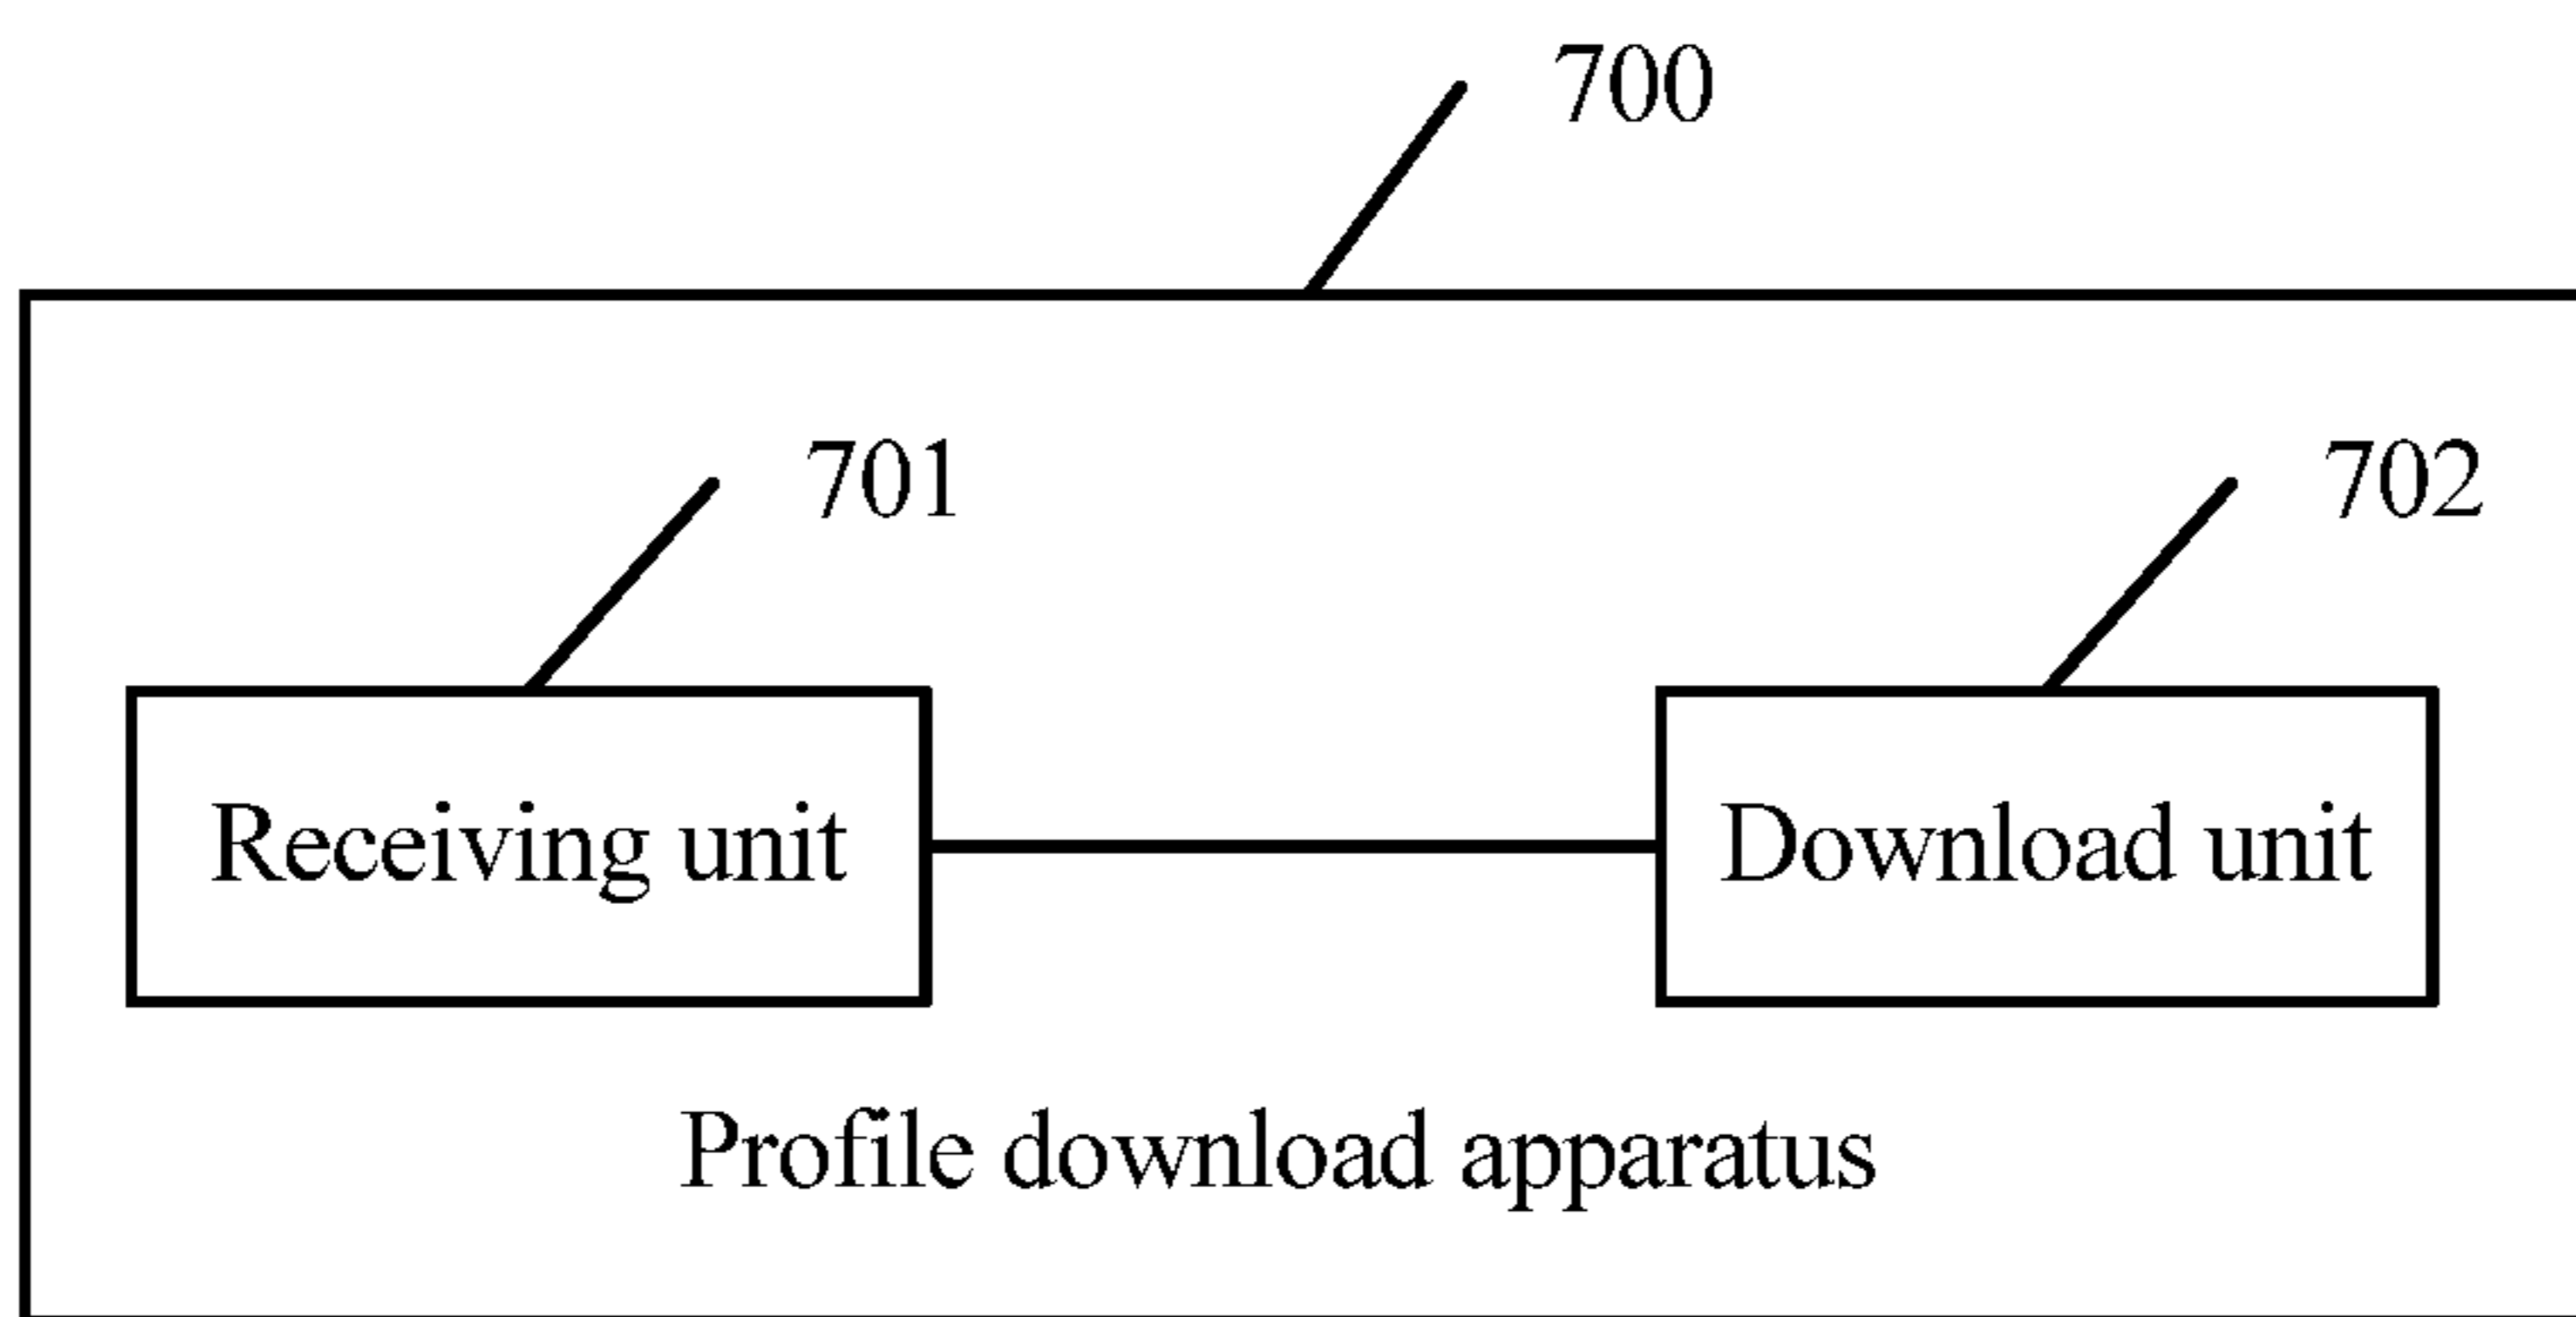 700
701
702
Receiving unit
Download unit
Profile download apparatus